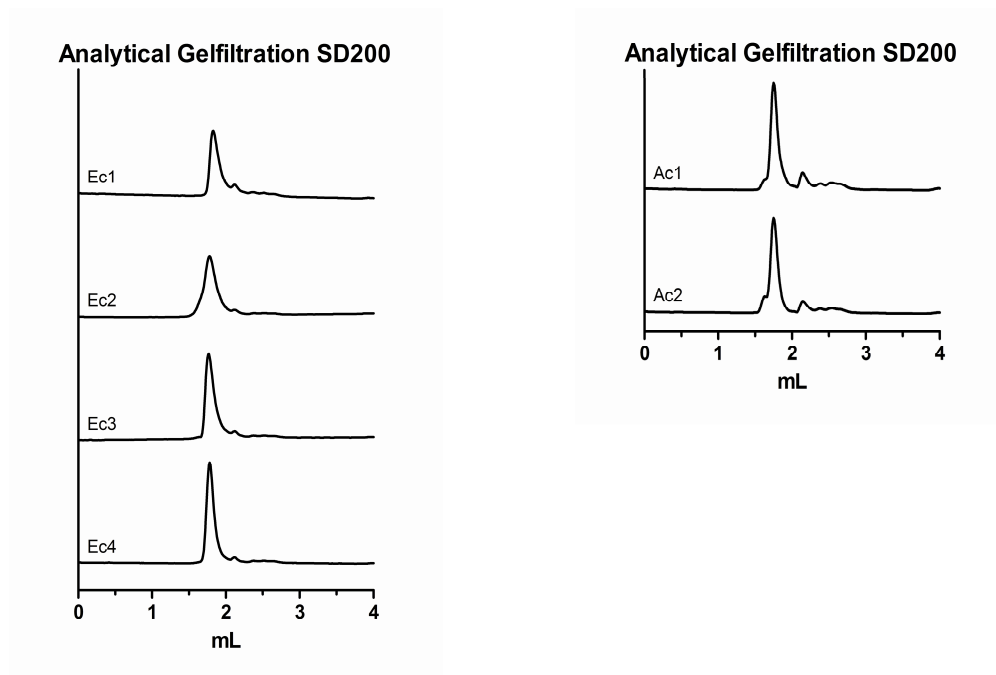 Analytical Gelfiltration SD200
Ec1
Ec2
Ec3
Ec4
0 1 2 3 4
mL
Analytical Gelfiltration SD200
Ac1
Ac2
0 1 2 3 4
mL